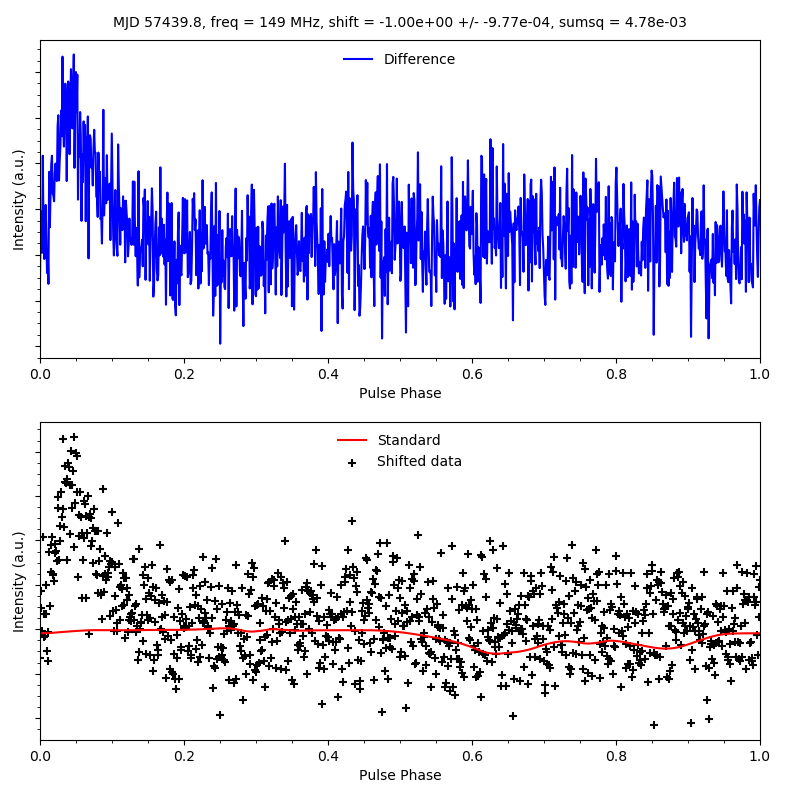 MJD 57439.8, freq = 149 MHz, shift = -1.00e+00 +/- -9.77e-04, sumsq = 4.78e-03
Difference
Intensity (a.u.)
0.0 0.2 0.4 0.6 0.8 1.0
Pulse Phase
Standard
Shifted data
Intensity (a.u.)
0.0 0.2 0.4 0.6 0.8 1.0
Pulse Phase